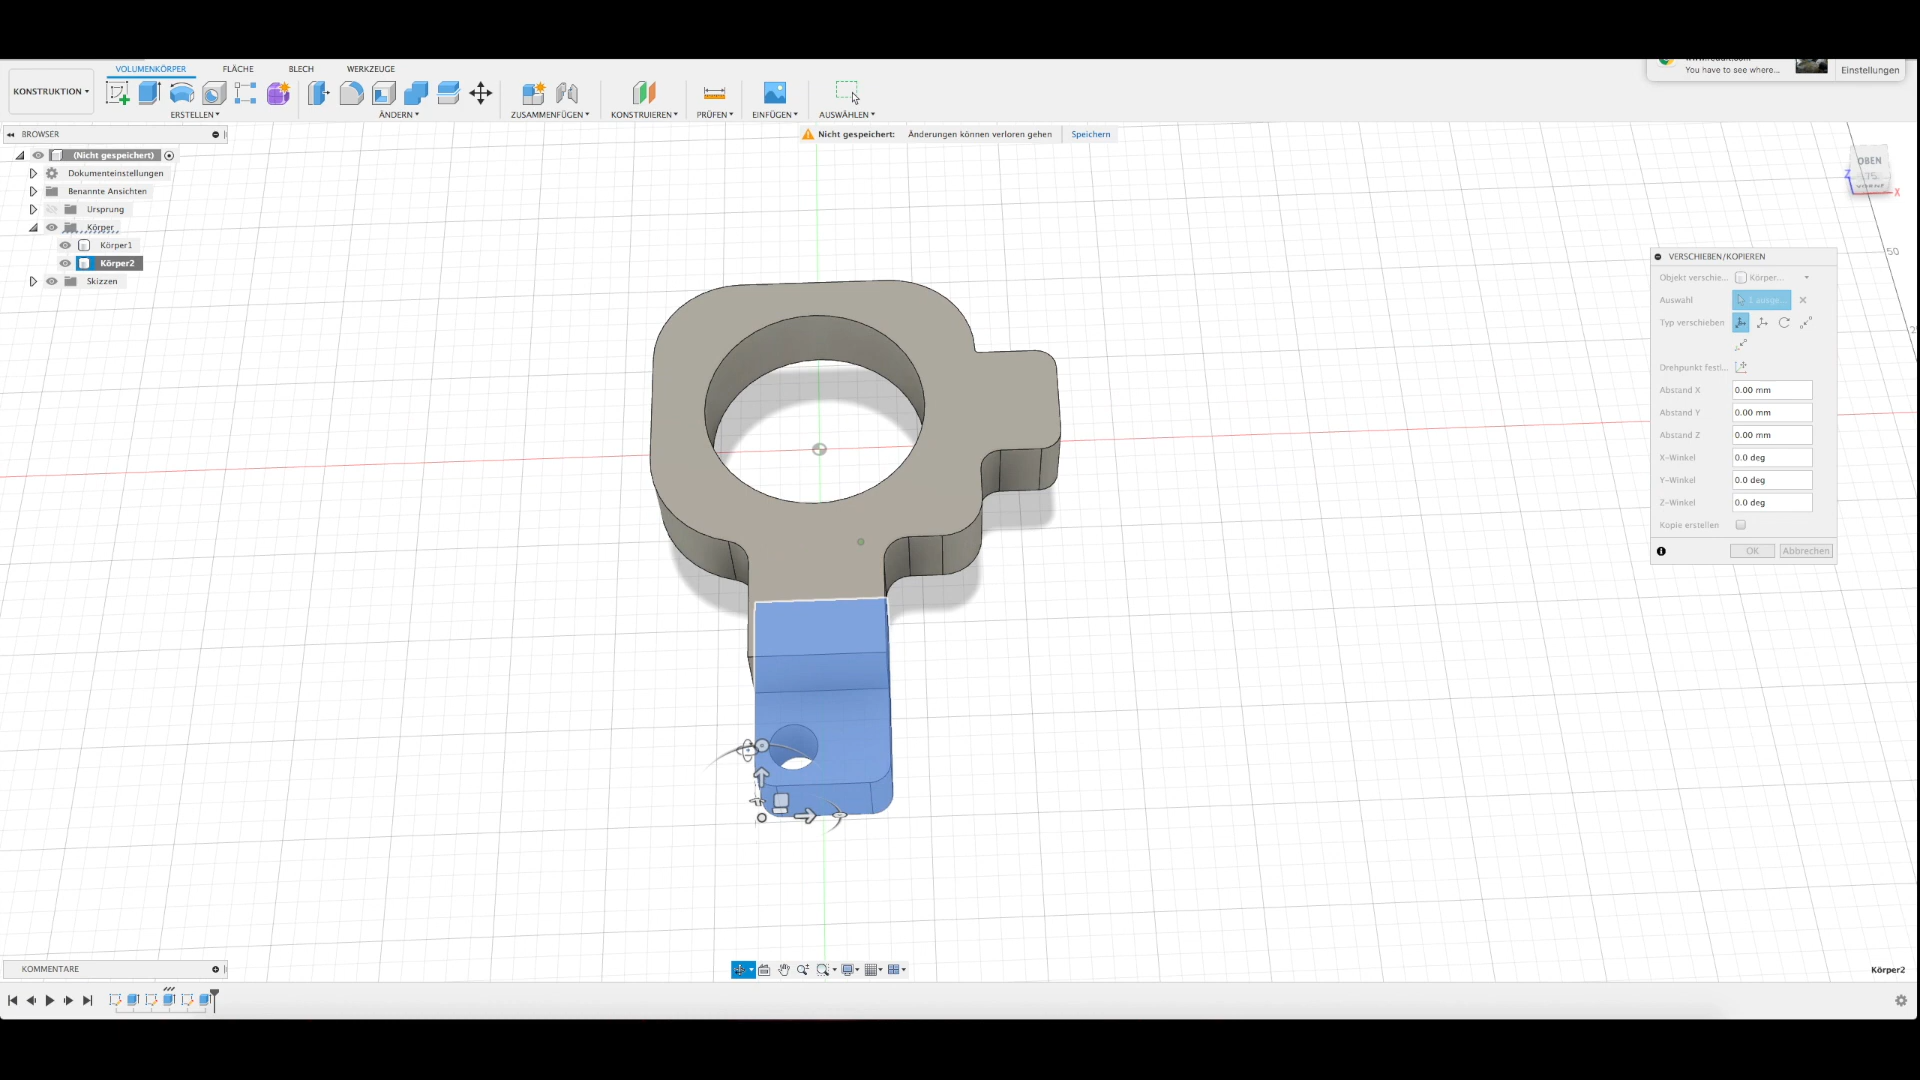 VOLUMENKÖRPER FLÄCHE BLECH WERKZEUGE
KONSTRUKTION
ERSTELLEN ÄNDERN ZUSAMMENFÜGEN KONSTRUIEREN PRÜFEN EINFÜGEN AUSWÄHLEN
You have to see where...
Einstellungen
BROWSER
Nicht gespeichert: Änderungen können verloren gehen Speichern
(Nicht gespeichert)
Dokumenteinstellungen
Benannte Ansichten
Ursprung
Körper
Körper1
Körper2
Skizzen
OBEN
Z
X
50
VERSCHIEBEN/KOPIEREN
Objekt verschie... Körper...
Auswahl 1 ausge...
Typ verschieben
Drehpunkt festl...
Abstand X 0.00 mm
Abstand Y 0.00 mm
Abstand Z 0.00 mm
X-Winkel 0.0 deg
Y-Winkel 0.0 deg
Z-Winkel 0.0 deg
Kopie erstellen
OK Abbrechen
KOMMENTARE
Körper2